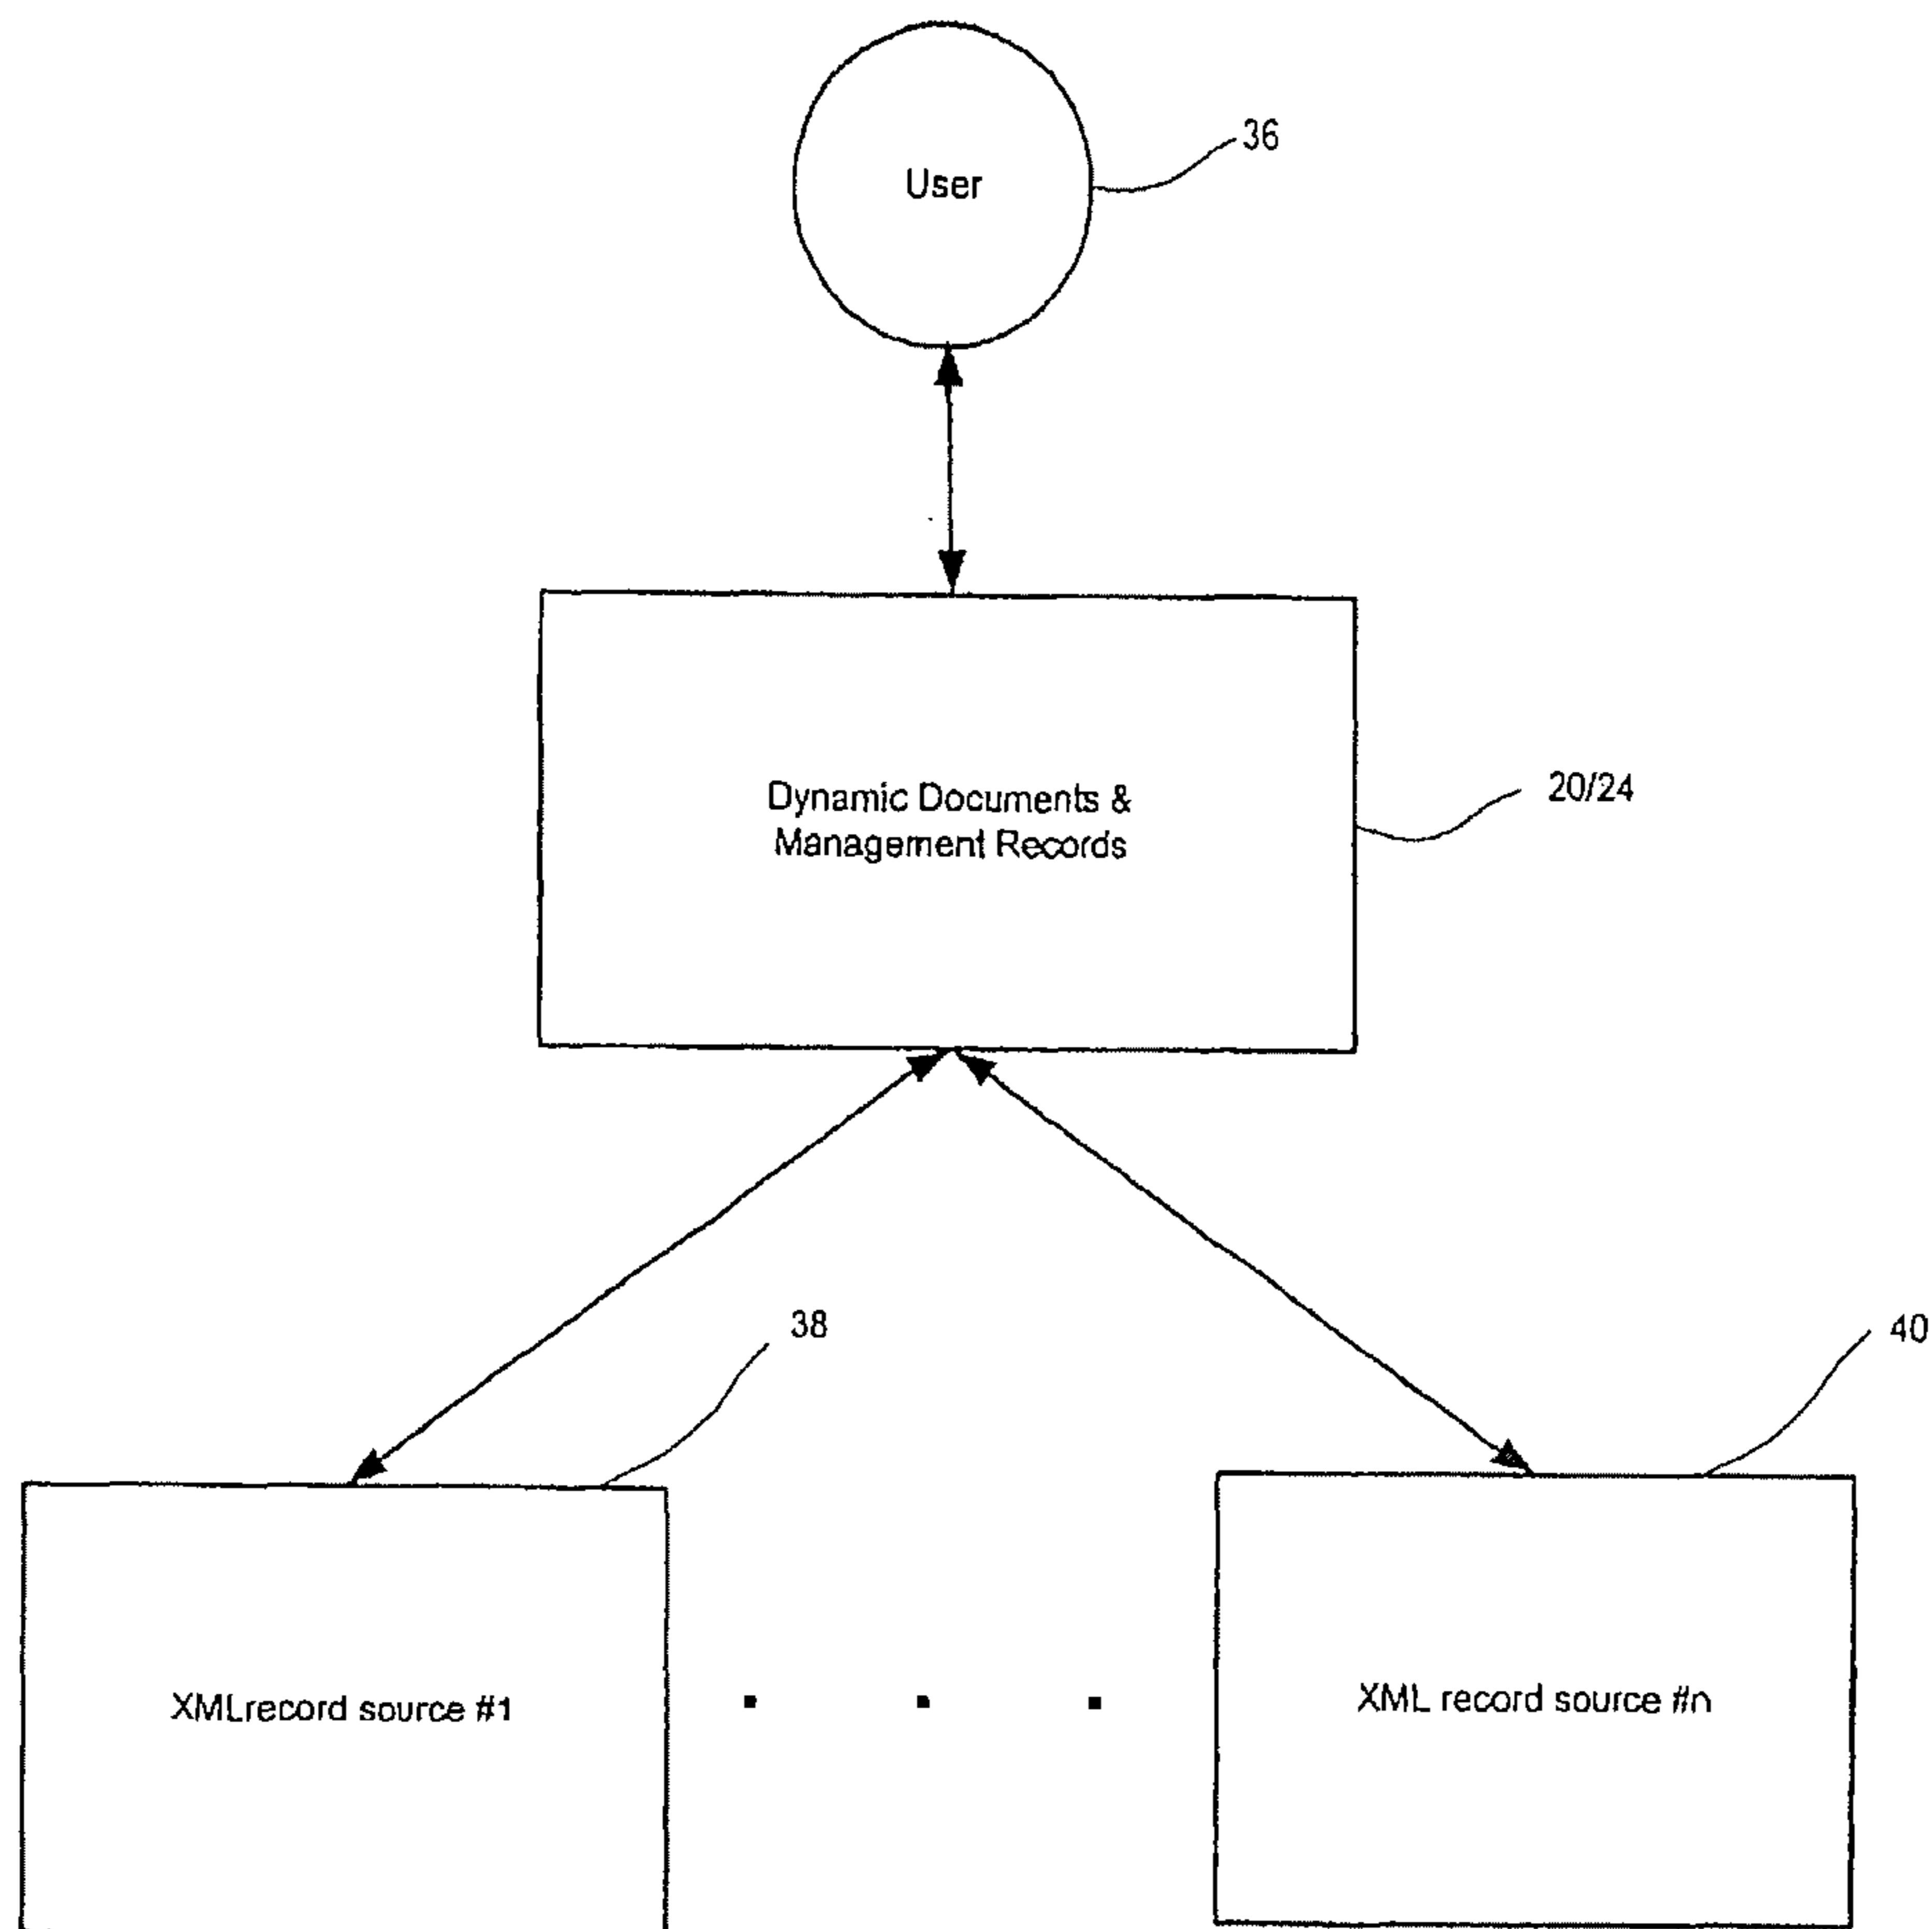 User
36
Dynamic Documents &
Management Records
20/24
38
40
XMLrecord source #1
XML record source #n